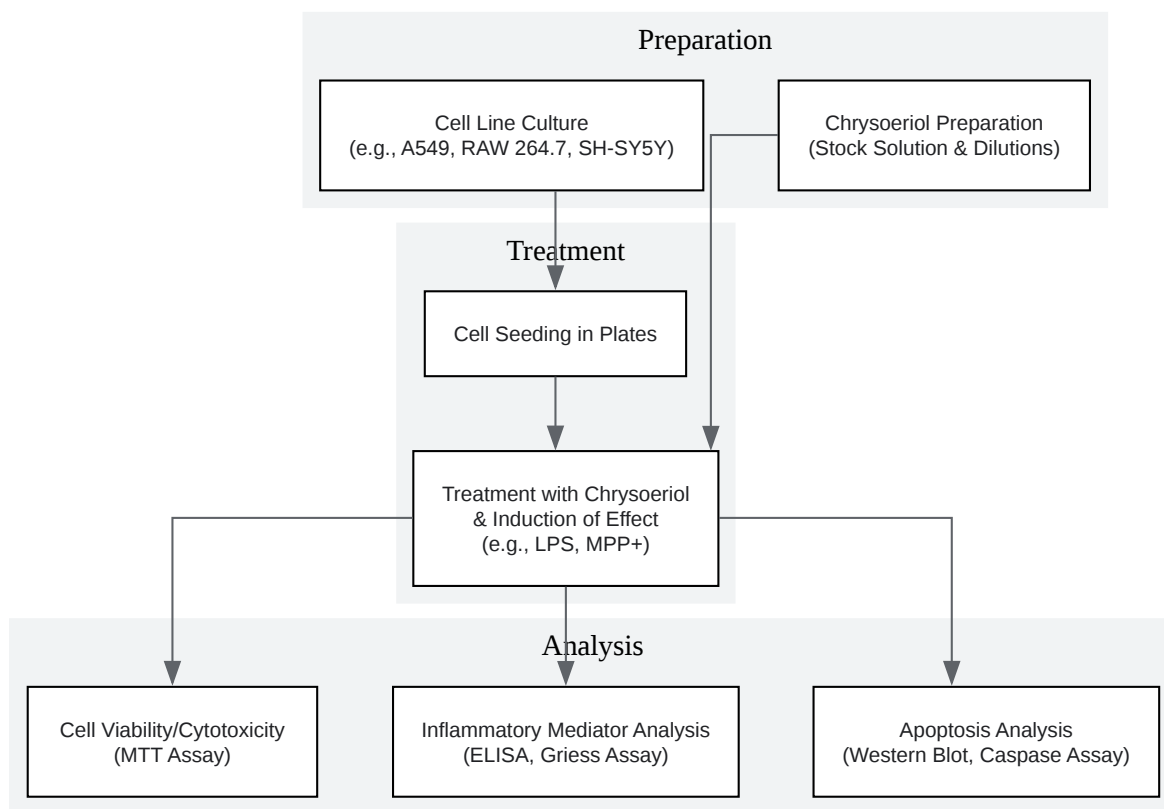 Preparation
Cell Line Culture
(e.g., A549, RAW 264.7, SH-SY5Y)
Chrysoeriol Preparation
(Stock Solution & Dilutions)
Treatment
Cell Seeding in Plates
Treatment with Chrysoeriol
& Induction of Effect
(e.g., LPS, MPP+)
Analysis
Cell Viability/Cytotoxicity
(MTT Assay)
Inflammatory Mediator Analysis
(ELISA, Griess Assay)
Apoptosis Analysis
(Western Blot, Caspase Assay)